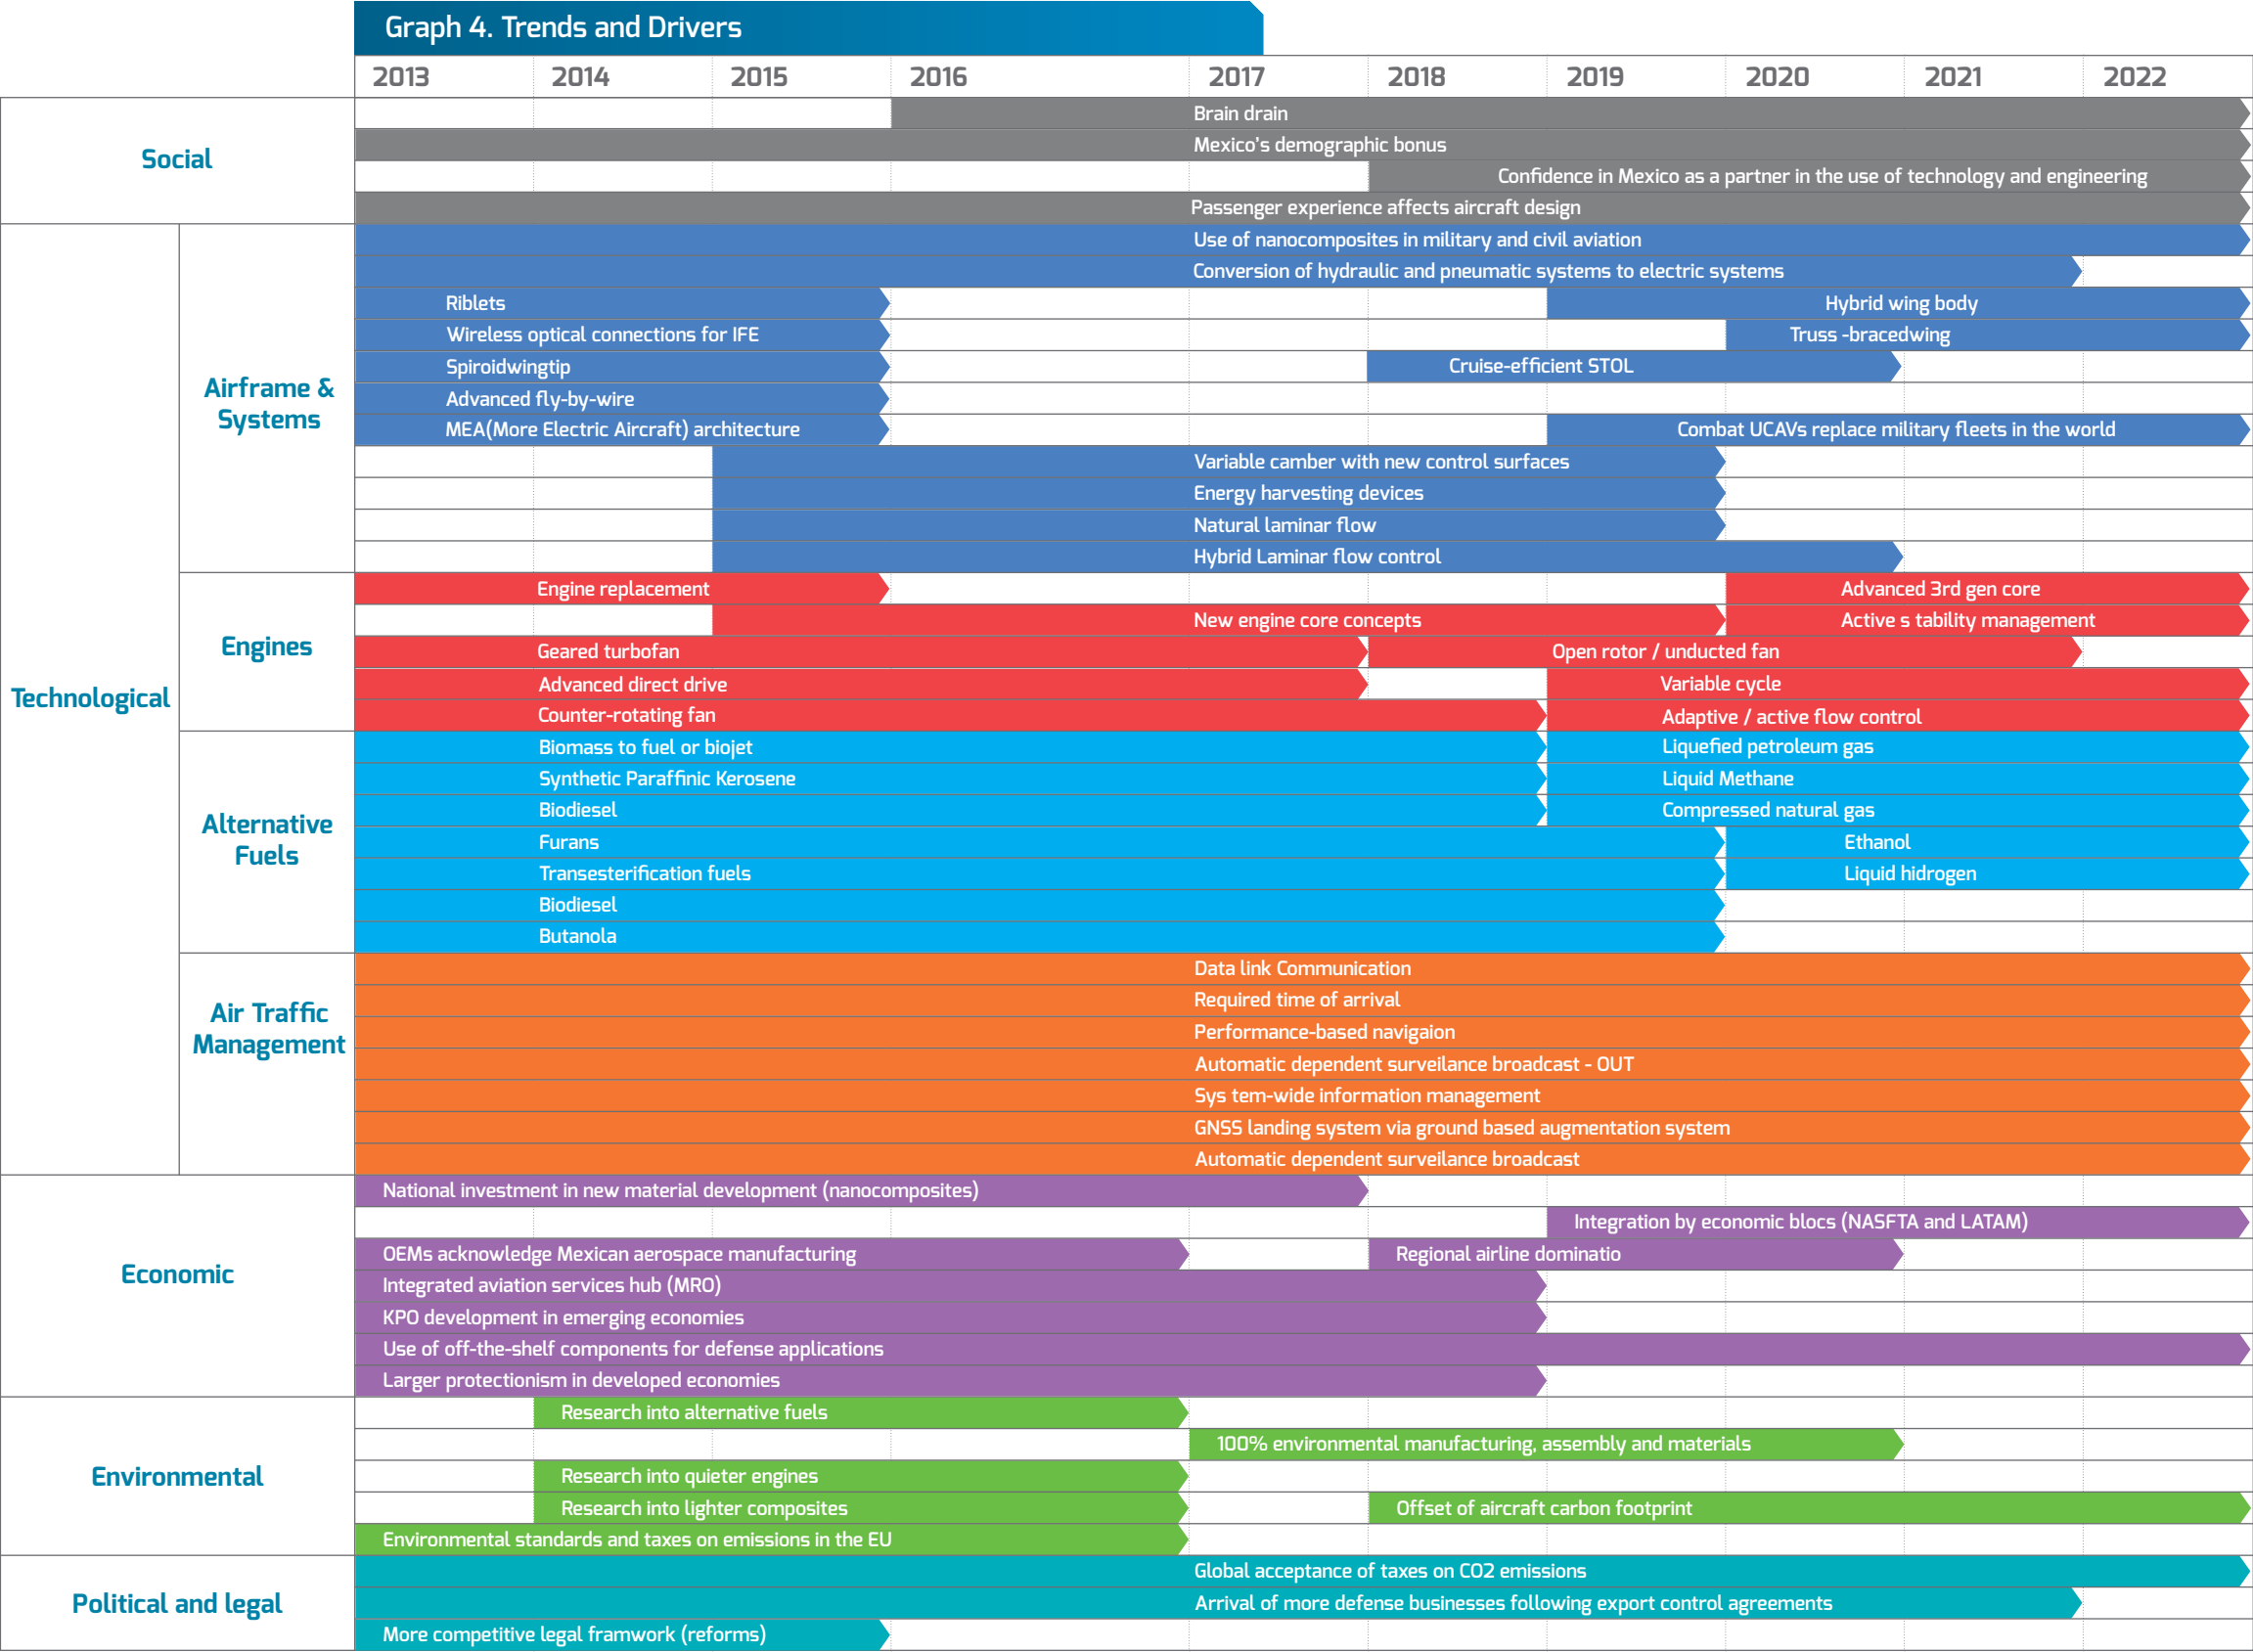 Graph 4. Trends and Drivers
2013 2014 2015 2016 2017 2018 2019 2020 2021 2022
Social
Brain drain
Mexico's demographic bonus
Confidence in Mexico as a partner in the use of technology and engineering
Passenger experience affects aircraft design
Technological
Airframe &
Systems
Use of nanocomposites in military and civil aviation
Conversion of hydraulic and pneumatic systems to electric systems
Riblets Hybrid wing body
Wireless optical connections for IFE Truss -bracedwing
Spiroidwingtip Cruise-efficient STOL
Advanced fly-by-wire
MEA(More Electric Aircraft) architecture Combat UCAVs replace military fleets in the world
Variable camber with new control surfaces
Energy harvesting devices
Natural laminar flow
Hybrid Laminar flow control
Engines
Engine replacement Advanced 3rd gen core
New engine core concepts Active s tability management
Geared turbofan Open rotor / unducted fan
Advanced direct drive Variable cycle
Counter-rotating fan Adaptive / active flow control
Alternative
Fuels
Biomass to fuel or biojet Liquefied petroleum gas
Synthetic Paraffinic Kerosene Liquid Methane
Biodiesel Compressed natural gas
Furans Ethanol
Transesterification fuels Liquid hidrogen
Biodiesel
Butanola
Air Traffic
Management
Data link Communication
Required time of arrival
Performance-based navigaion
Automatic dependent surveilance broadcast - OUT
Sys tem-wide information management
GNSS landing system via ground based augmentation system
Automatic dependent surveilance broadcast
Economic
National investment in new material development (nanocomposites)
Integration by economic blocs (NASFTA and LATAM)
OEMs acknowledge Mexican aerospace manufacturing Regional airline dominatio
Integrated aviation services hub (MRO)
KPO development in emerging economies
Use of off-the-shelf components for defense applications
Larger protectionism in developed economies
Environmental
Research into alternative fuels
100% environmental manufacturing, assembly and materials
Research into quieter engines
Research into lighter composites Offset of aircraft carbon footprint
Environmental standards and taxes on emissions in the EU
Political and legal
Global acceptance of taxes on CO2 emissions
Arrival of more defense businesses following export control agreements
More competitive legal framwork (reforms)